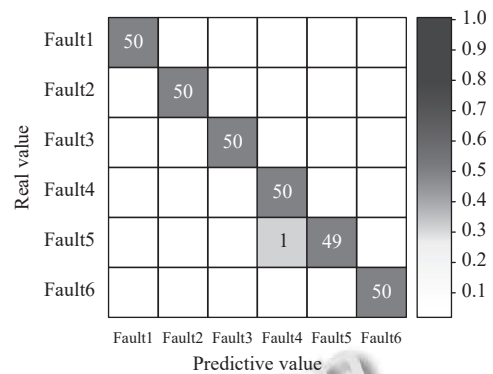 Fault1
Fault2
Fault3
Fault4
Fault5
Fault6
Real value
50
50
50
50
1 49
50
1.0
0.9
0.8
0.7
0.6
0.5
0.4
0.3
0.2
0.1
Fault1 Fault2 Fault3 Fault4 Fault5 Fault6
Predictive value